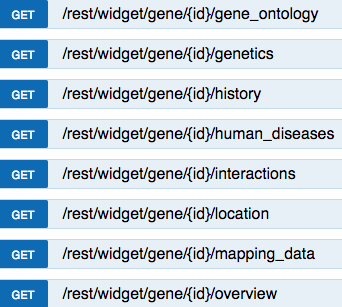 GET /rest/widget/gene/{id}/gene_ontology
GET /rest/widget/gene/{id}/genetics
GET /rest/widget/gene/{id}/history
GET /rest/widget/gene/{id}/human_diseases
GET /rest/widget/gene/{id}/interactions
GET /rest/widget/gene/{id}/location
GET /rest/widget/gene/{id}/mapping_data
GET /rest/widget/gene/{id}/overview